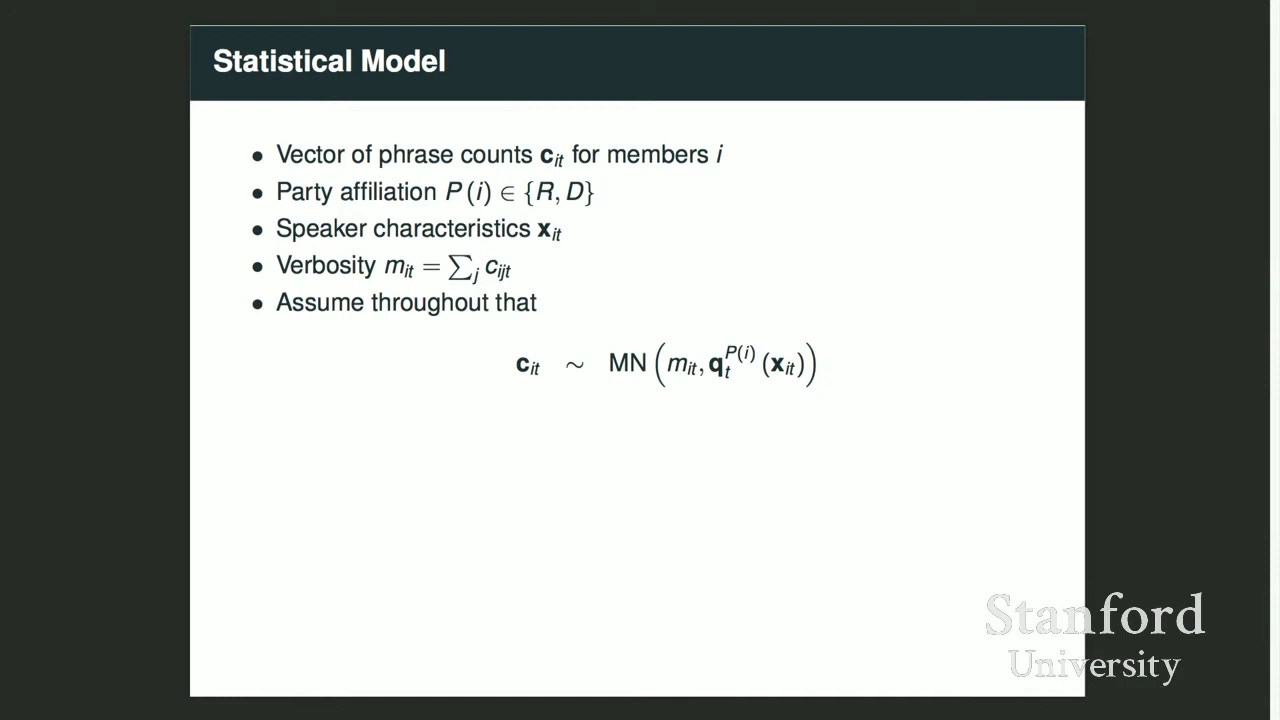 Statistical Model
• Vector of phrase counts c_it for members i
• Party affiliation P(i) ∈ {R, D}
• Speaker characteristics x_it
• Verbosity m_it = ∑_j c_ijt
• Assume throughout that
c_it ∼ MN(m_it, q_t^P(i)(x_it))
Stanford
University